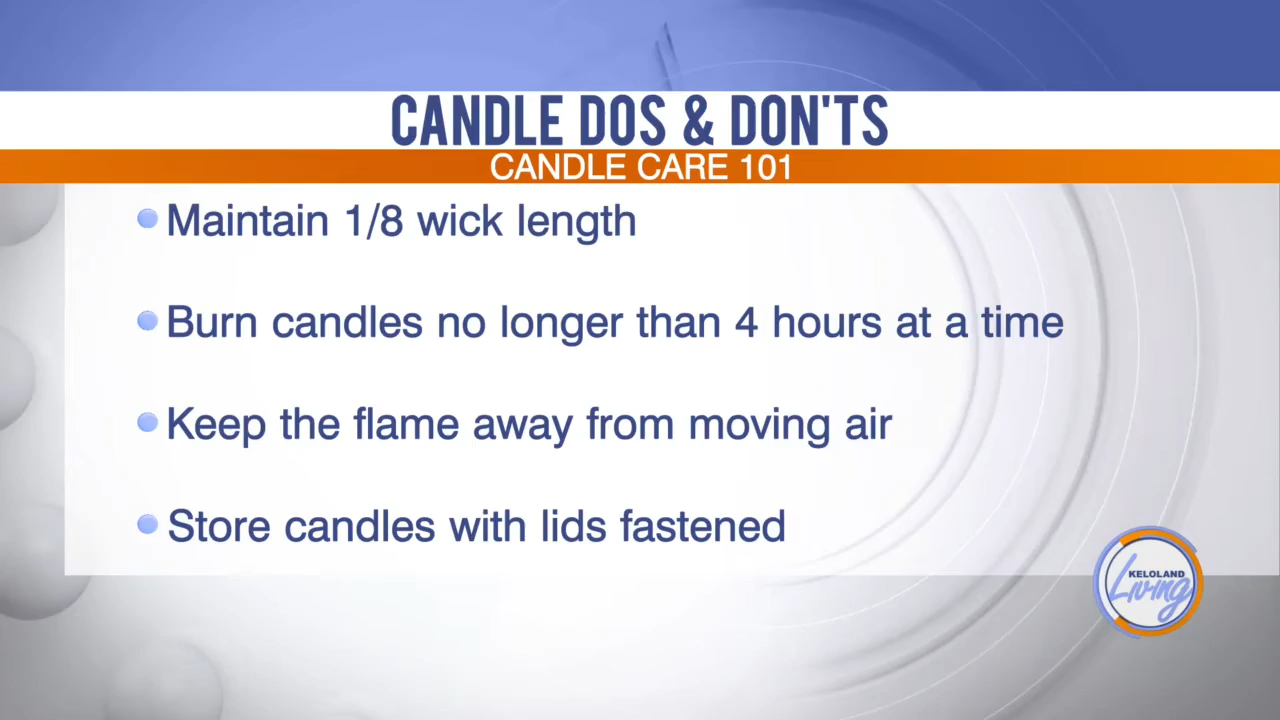 CANDLE DOS & DON'TS
CANDLE CARE 101
Maintain 1/8 wick length
Burn candles no longer than 4 hours at a time
Keep the flame away from moving air
Store candles with lids fastened
KELOLAND
Living